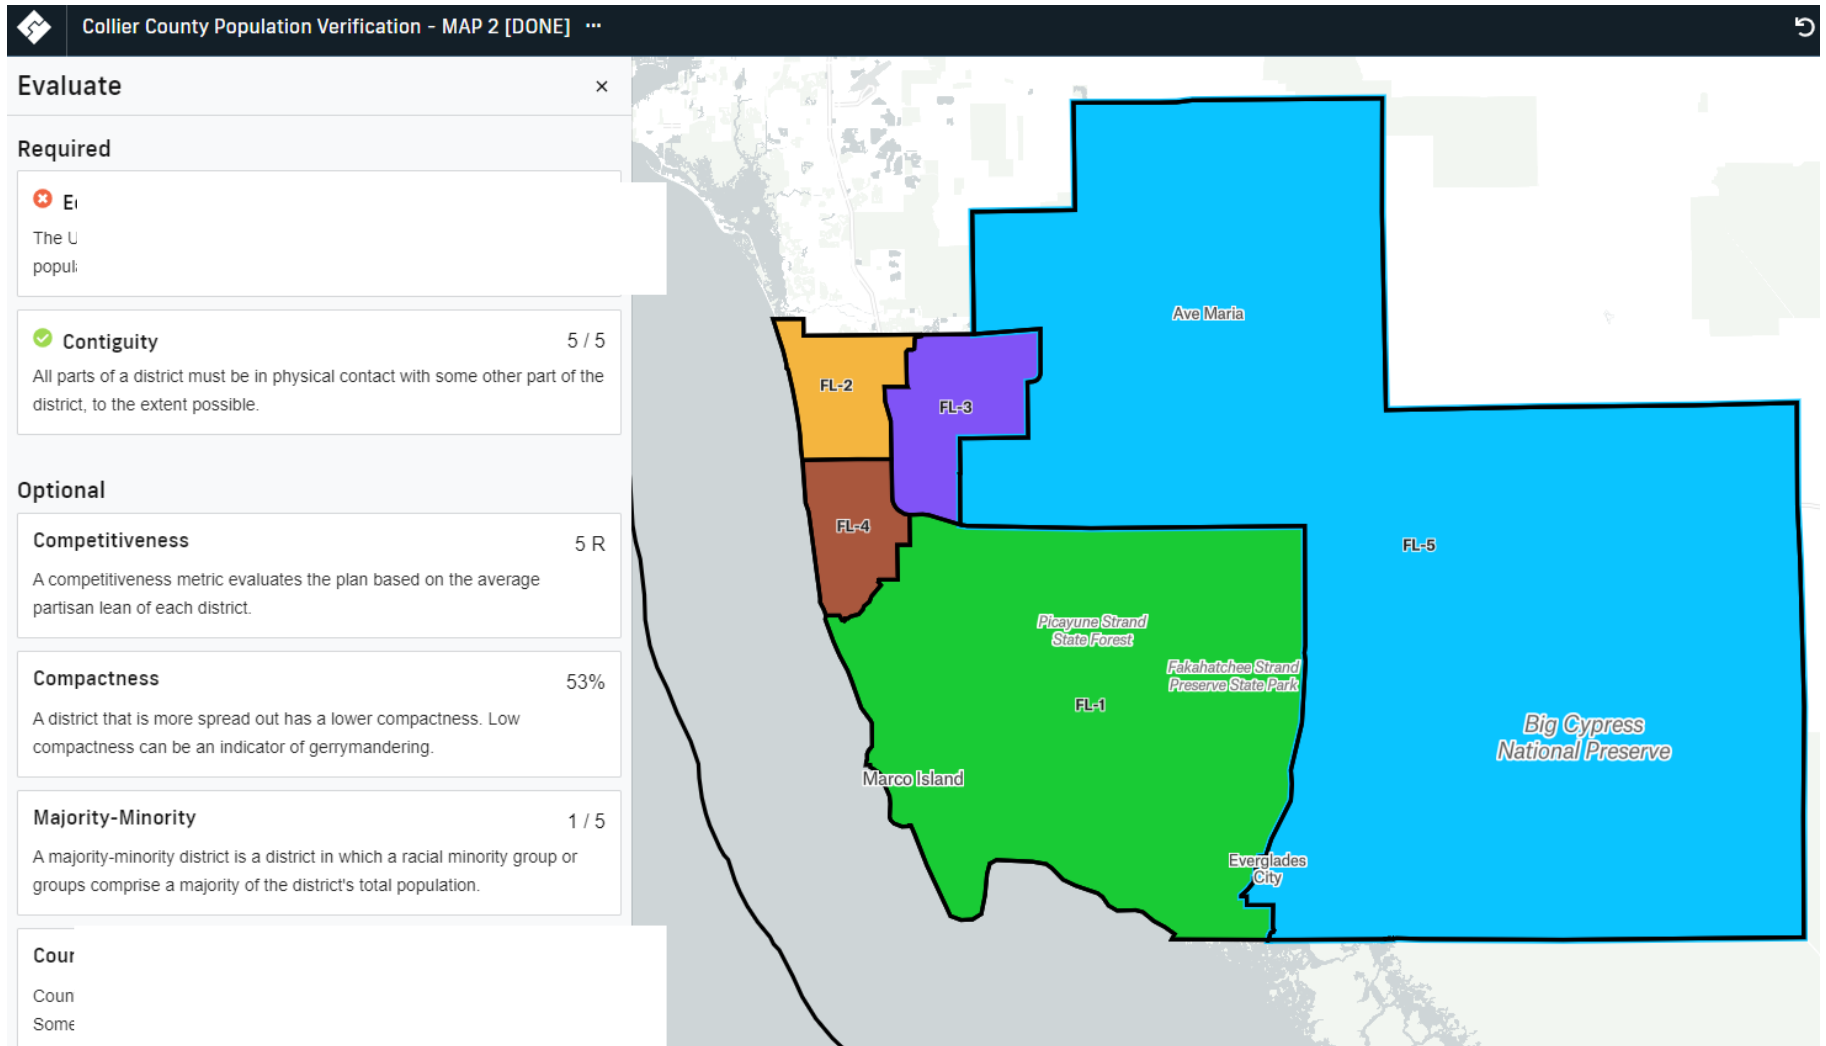 Collier County Population Verification - MAP 2 [DONE] ···
Evaluate ×
Required
The U
Contiguity 5 / 5
All parts of a district must be in physical contact with some other part of the
district, to the extent possible.
Optional
Competitiveness 5 R
A competitiveness metric evaluates the plan based on the average
partisan lean of each district.
Compactness 53%
A district that is more spread out has a lower compactness. Low
compactness can be an indicator of gerrymandering.
Majority-Minority 1 / 5
A majority-minority district is a district in which a racial minority group or
groups comprise a majority of the district's total population.
Coun
Some
Ave Maria
FL-2
FL-3
FL-4
FL-5
Picayune Strand
State Forest
Fakahatchee Strand
Preserve State Park
FL-1
Big Cypress
National Preserve
Marco Island
Everglades
City